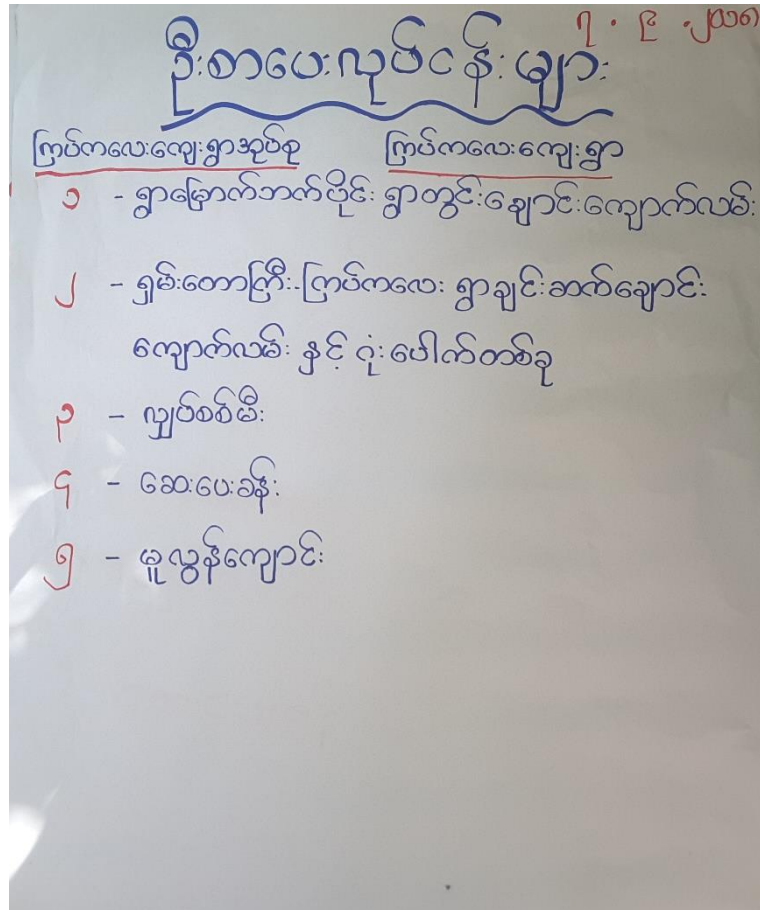 ၇.၉.၂၀၁၈
ဦးစားပေးလုပ်ငန်းများ
ကြပ်ကလေးကျေးရွာအုပ်စု ကြပ်ကလေးကျေးရွာ
၁ - ရွာမြောက်ဘက်ပိုင်း ရွာတွင်းချောင်းကျောက်လမ်း
၂ - ရှမ်းတောကြီး-ကြပ်ကလေး ရွာချင်းဆက်ချောင်း
ကျောက်လမ်း နှင့် ဂုံးပေါက်တစ်ခု
၃ - လျှပ်စစ်မီး
၄ - ဆေးပေးခန်း
၅ - မူလွန်ကျောင်း